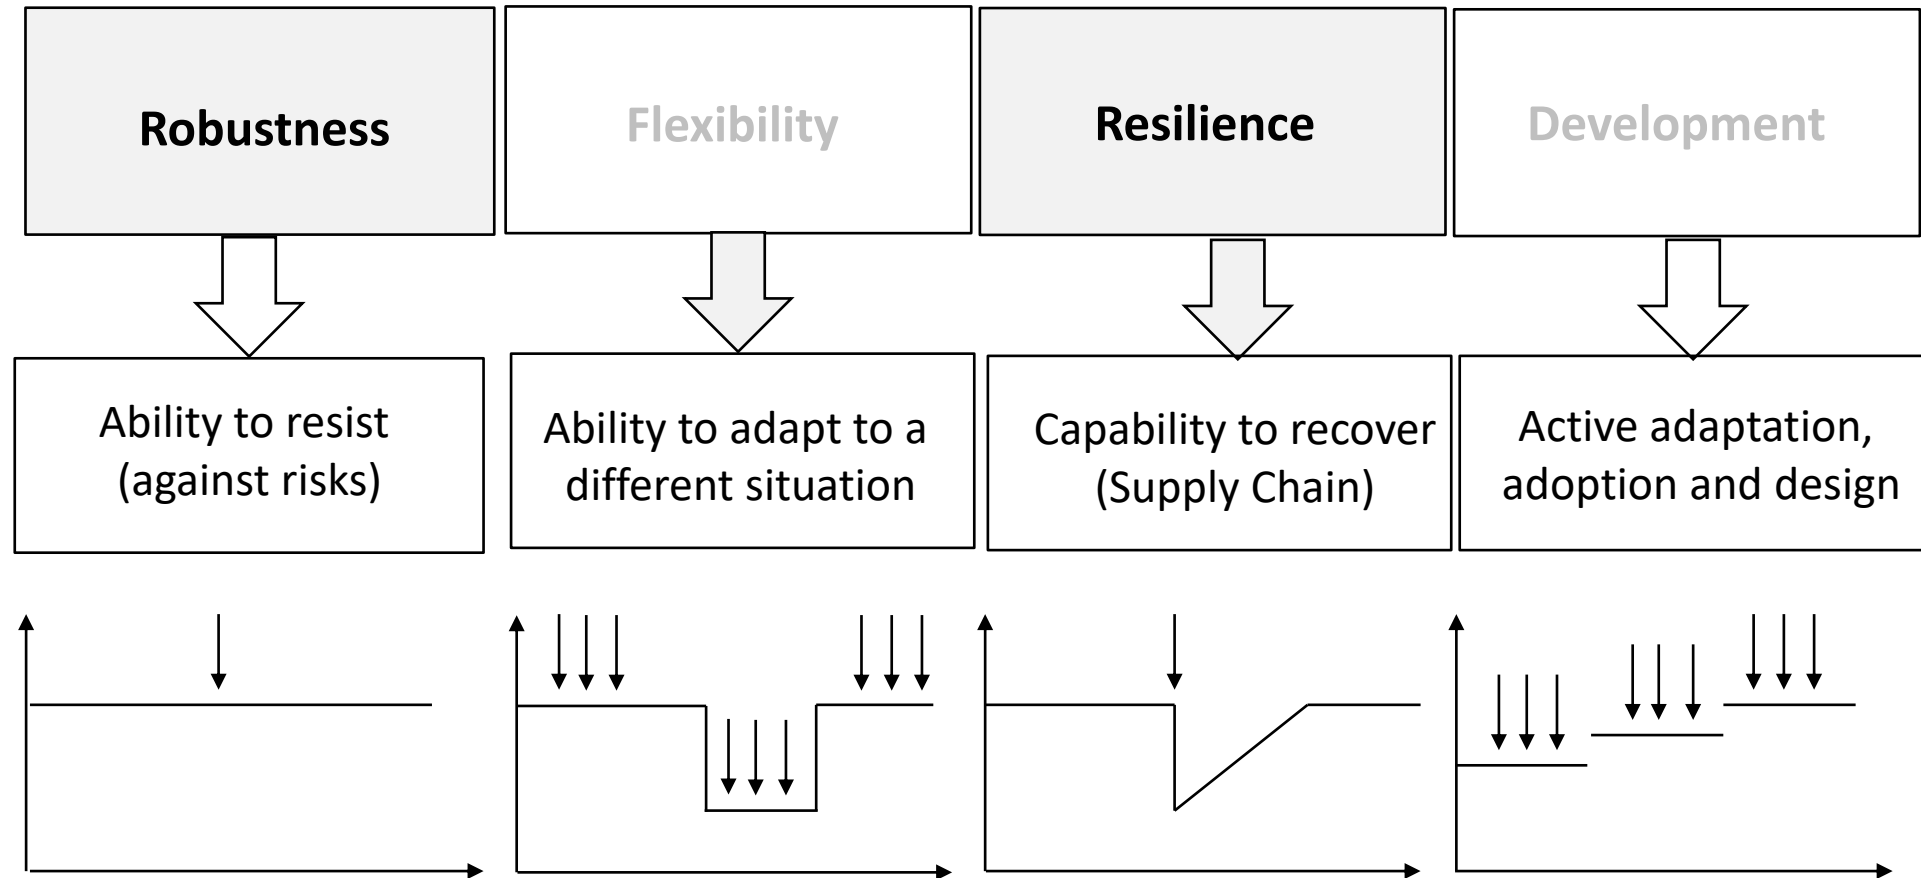 Robustness
Flexibility
Resilience
Development
Ability to resist
(against risks)
Ability to adapt to a
different situation
Capability to recover
(Supply Chain)
Active adaptation,
adoption and design